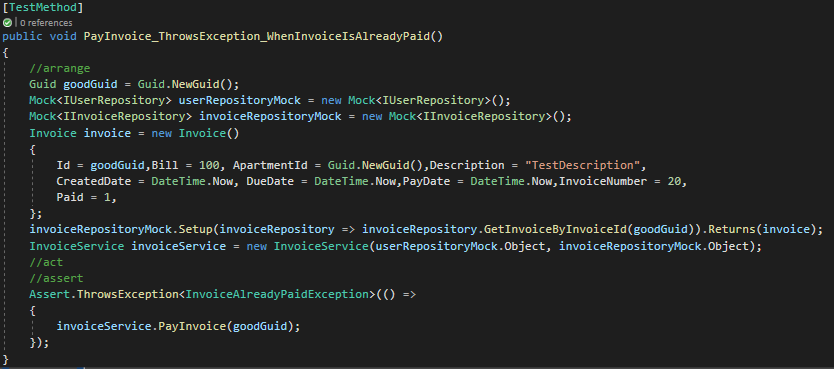 [TestMethod]
0 references
public void PayInvoice_ThrowsException_WhenInvoiceIsAlreadyPaid()
{
//arrange
Guid goodGuid = Guid.NewGuid();
Mock<IUserRepository> userRepositoryMock = new Mock<IUserRepository>();
Mock<IInvoiceRepository> invoiceRepositoryMock = new Mock<IInvoiceRepository>();
Invoice invoice = new Invoice()
{
Id = goodGuid,Bill = 100, ApartmentId = Guid.NewGuid(),Description = "TestDescription",
CreatedDate = DateTime.Now, DueDate = DateTime.Now,PayDate = DateTime.Now,InvoiceNumber = 20,
Paid = 1,
};
invoiceRepositoryMock.Setup(invoiceRepository => invoiceRepository.GetInvoiceByInvoiceId(goodGuid)).Returns(invoice);
InvoiceService invoiceService = new InvoiceService(userRepositoryMock.Object, invoiceRepositoryMock.Object);
//act
//assert
Assert.ThrowsException<InvoiceAlreadyPaidException>(() =>
{
invoiceService.PayInvoice(goodGuid);
});
}